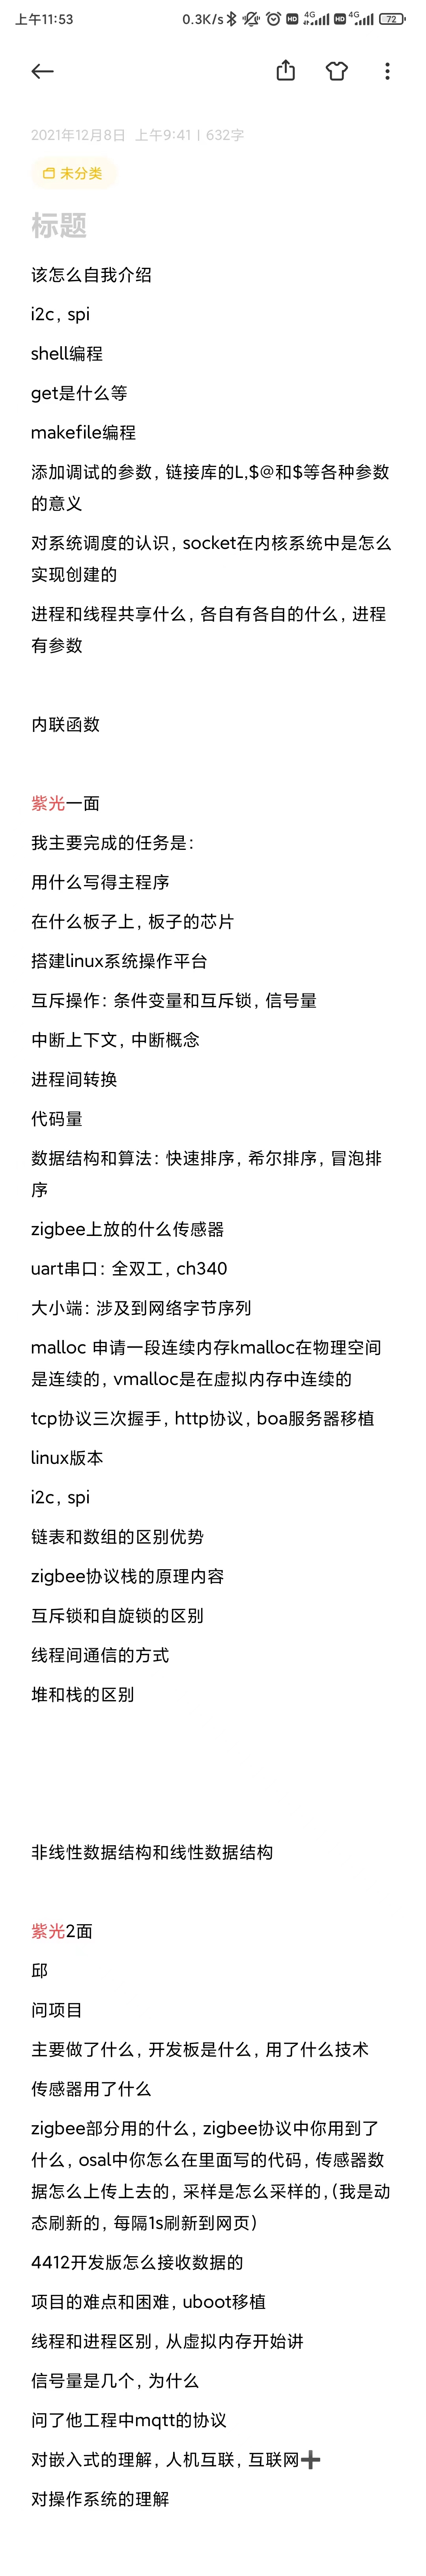 上午11:53
0.3K/s
HD
4G
HD
4G
72
2021年12月8日 上午9:41 | 632字
未分类
标题
该怎么自我介绍
i2c, spi
shell编程
get是什么等
makefile编程
添加调试的参数, 链接库的L,$@和$等各种参数
的意义
对系统调度的认识, socket在内核系统中是怎么
实现创建的
进程和线程共享什么, 各自有各自的什么, 进程
有参数
内联函数
紫光一面
我主要完成的任务是:
用什么写得主程序
在什么板子上, 板子的芯片
搭建linux系统操作平台
互斥操作: 条件变量和互斥锁, 信号量
中断上下文, 中断概念
进程间转换
代码量
数据结构和算法: 快速排序, 希尔排序, 冒泡排
序
zigbee上放的什么传感器
uart串口: 全双工, ch340
大小端: 涉及到网络字节序列
malloc 申请一段连续内存kmalloc在物理空间
是连续的, vmalloc是在虚拟内存中连续的
tcp协议三次握手, http协议, boa服务器移植
linux版本
i2c, spi
链表和数组的区别优势
zigbee协议栈的原理内容
互斥锁和自旋锁的区别
线程间通信的方式
堆和栈的区别
非线性数据结构和线性数据结构
紫光2面
邱
问项目
主要做了什么, 开发板是什么, 用了什么技术
传感器用了什么
zigbee部分用的什么, zigbee协议中你用到了
什么, osal中你怎么在里面写的代码, 传感器数
据怎么上传上去的, 采样是怎么采样的,(我是动
态刷新的, 每隔1s刷新到网页)
4412开发版怎么接收数据的
项目的难点和困难, uboot移植
线程和进程区别, 从虚拟内存开始讲
信号量是几个, 为什么
问了他工程中mqtt的协议
对嵌入式的理解, 人机互联, 互联网➕
对操作系统的理解